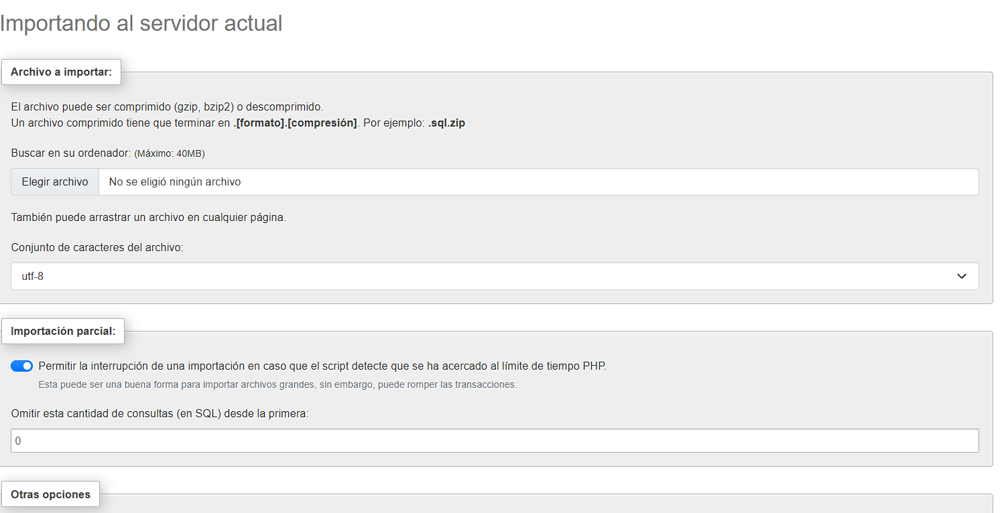 Importando al servidor actual
Archivo a importar:
El archivo puede ser comprimido (gzip, bzip2) o descomprimido.
Un archivo comprimido tiene que terminar en .[formato].[compresión]. Por ejemplo: .sql.zip
Buscar en su ordenador: (Máximo: 40MB)
Elegir archivo No se eligió ningún archivo
También puede arrastrar un archivo en cualquier página.
Conjunto de caracteres del archivo:
utf-8
Importación parcial:
Permitir la interrupción de una importación en caso que el script detecte que se ha acercado al límite de tiempo PHP.
Esta puede ser una buena forma para importar archivos grandes, sin embargo, puede romper las transacciones.
Omitir esta cantidad de consultas (en SQL) desde la primera:
0
Otras opciones